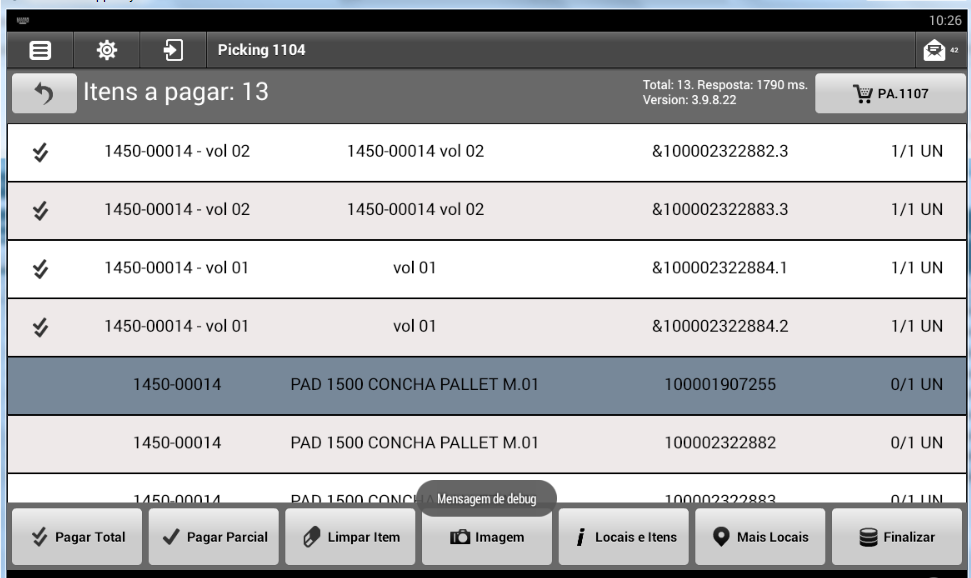 10:26
Picking 1104
42
Itens a pagar: 13
Total: 13. Resposta: 1790 ms.
Version: 3.9.8.22
PA.1107
1450-00014 - vol 02 1450-00014 vol 02 &100002322882.3 1/1 UN
1450-00014 - vol 02 1450-00014 vol 02 &100002322883.3 1/1 UN
1450-00014 - vol 01 vol 01 &100002322884.1 1/1 UN
1450-00014 - vol 01 vol 01 &100002322884.2 1/1 UN
1450-00014 PAD 1500 CONCHA PALLET M.01 100001907255 0/1 UN
1450-00014 PAD 1500 CONCHA PALLET M.01 100002322882 0/1 UN
1450-00014 PAD 1500 100002322883 0/1 UN
Mensagem de debug
Pagar Total Pagar Parcial Limpar Item Imagem Locais e Itens Mais Locais Finalizar